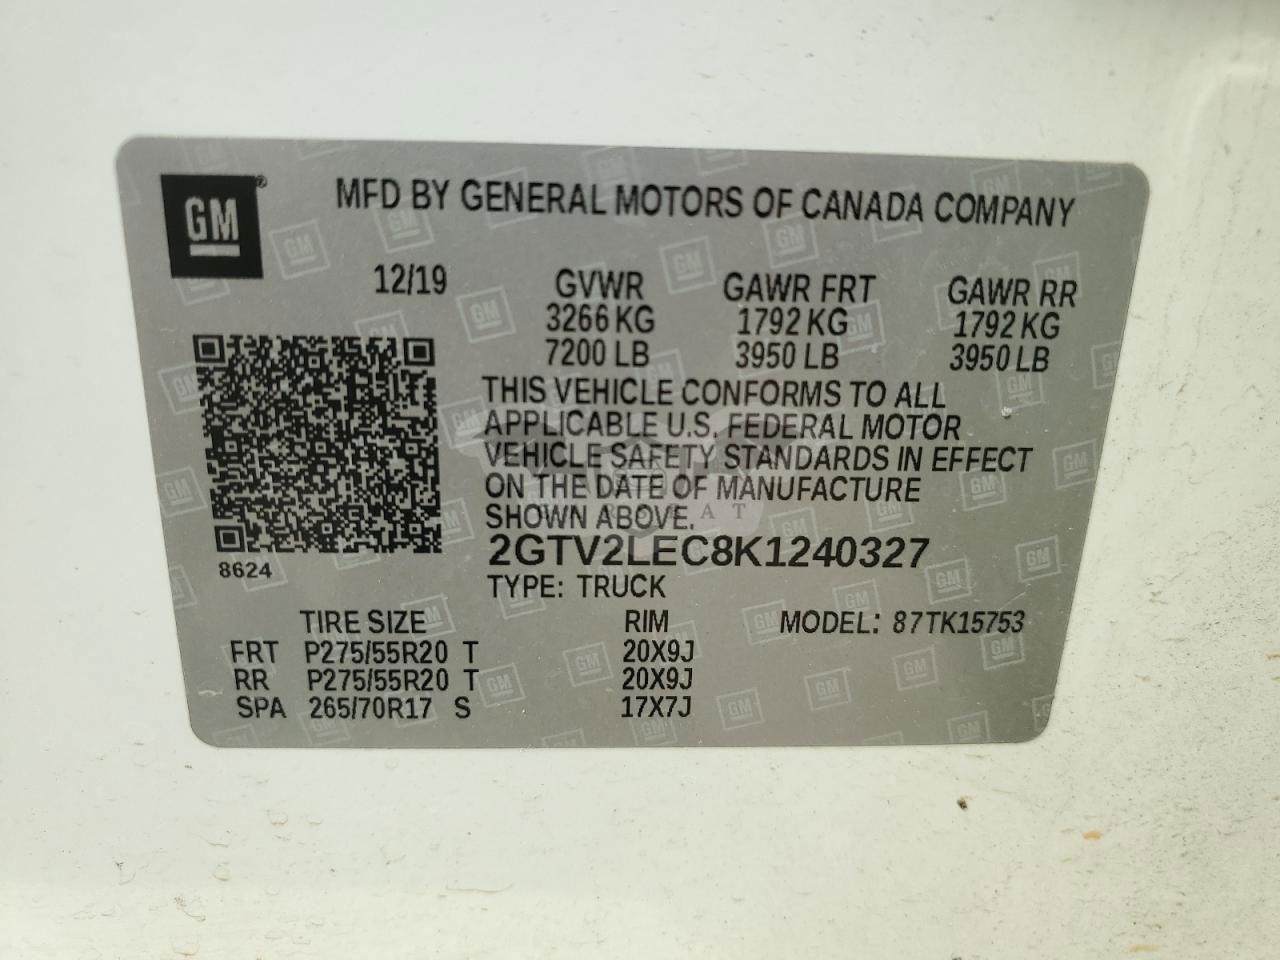 GM®
MFD BY GENERAL MOTORS OF CANADA COMPANY
12/19 GVWR GAWR FRT GAWR RR
3266 KG 1792 KG 1792 KG
7200 LB 3950 LB 3950 LB
THIS VEHICLE CONFORMS TO ALL
APPLICABLE U.S. FEDERAL MOTOR
VEHICLE SAFETY STANDARDS IN EFFECT
ON THE DATE OF MANUFACTURE
SHOWN ABOVE.
8624
2GTV2LEC8K1240327
TYPE: TRUCK
TIRE SIZE RIM MODEL: 87TK15753
FRT P275/55R20 T 20X9J
RR P275/55R20 T 20X9J
SPA 265/70R17 S 17X7J